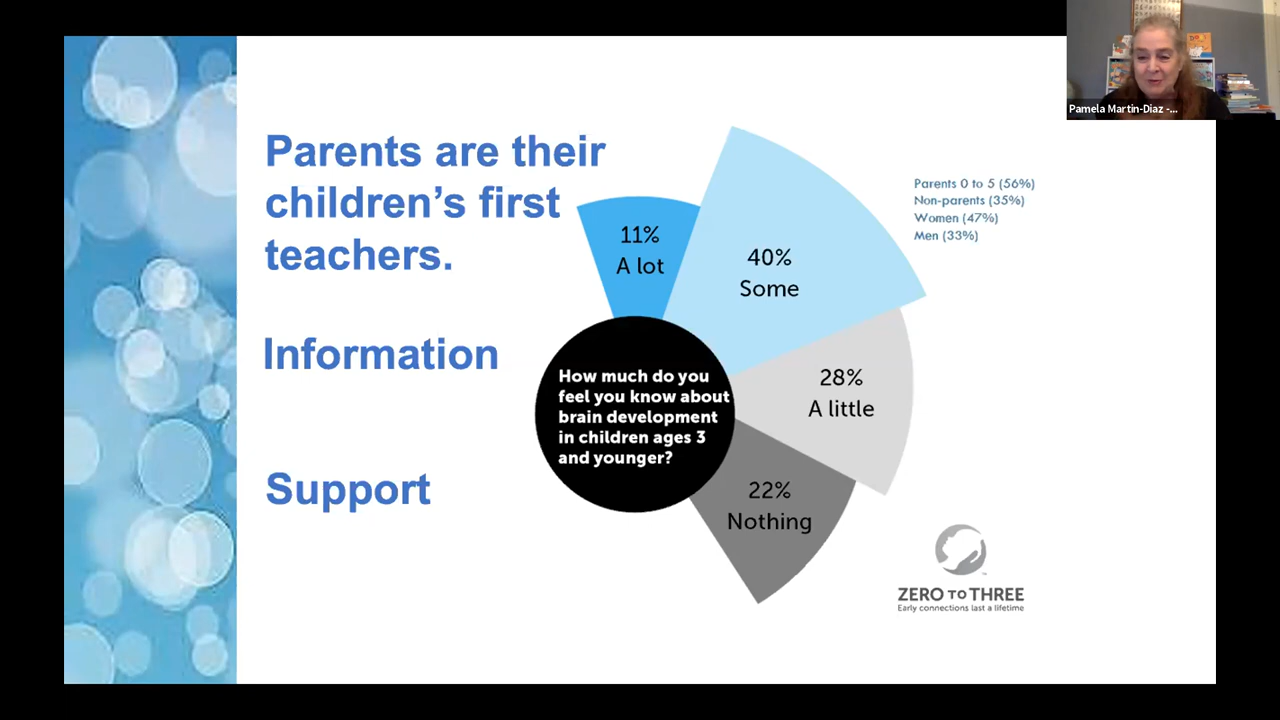 Parents are their
children's first
teachers.
Information
Support
11%
A lot
40%
Some
28%
A little
22%
Nothing
How much do you
feel you know about
brain development
in children ages 3
and younger?
Parents 0 to 5 (56%)
Non-parents (35%)
Women (47%)
Men (33%)
ZERO TO THREE
Early connections last a lifetime
Pamela Martin-Diaz -...